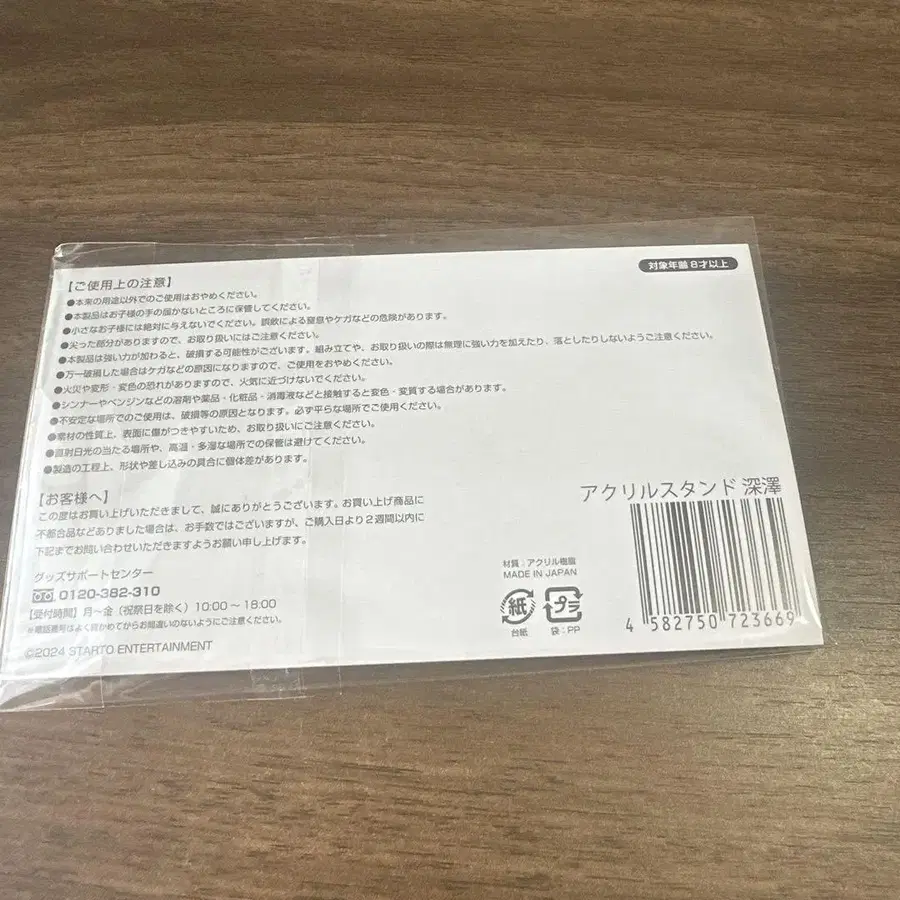 対象年齢 8才以上
【ご使用上の注意】
●本来の用途以外でのご使用はおやめください。
●本製品はお子様の手の届かないところに保管してください。
●小さなお子様には絶対に与えないでください。誤飲による窒息やケガなどの危険があります。
●尖った部分がありますので、お取り扱いにはご注意ください。
●本製品は強い力が加わると、破損する可能性がございます。組み立てや、お取り扱いの際は無理に強い力を加えたり、落としたりしないようご注意ください。
●万一破損した場合はケガなどの原因になりますので、ご使用をおやめください。
●火災や変形・変色の恐れがありますので、火気に近づけないでください。
●シンナーやベンジンなどの溶剤や薬品・化粧品・消毒液などと接触すると変色・変質する場合があります。
●不安定な場所でのご使用は、破損等の原因となります。必ず平らな場所でご使用ください。
●素材の性質上、表面に傷がつきやすいため、お取り扱いにご注意ください。
●直射日光の当たる場所や、高温・多湿な場所での保管は避けてください。
●製造の工程上、形状や差し込みの具合に個体差があります。
【お客様へ】
この度はお買い上げいただきまして、誠にありがとうございます。お買い上げ商品に
不都合品などありました場合は、お手数ではございますが、ご購入日より2週間以内に
下記までお問い合わせいただきますようお願い申し上げます。
グッズサポートセンター
0120-382-310
【受付時間】月～金（祝祭日を除く）10:00～18:00
※電話番号はよく確かめてからお間違いのないようにご注意ください。
©2024 STARTO ENTERTAINMENT
材質：アクリル樹脂
MADE IN JAPAN
紙
台紙
プラ
袋：PP
アクリルスタンド 深澤
4 582750 723669